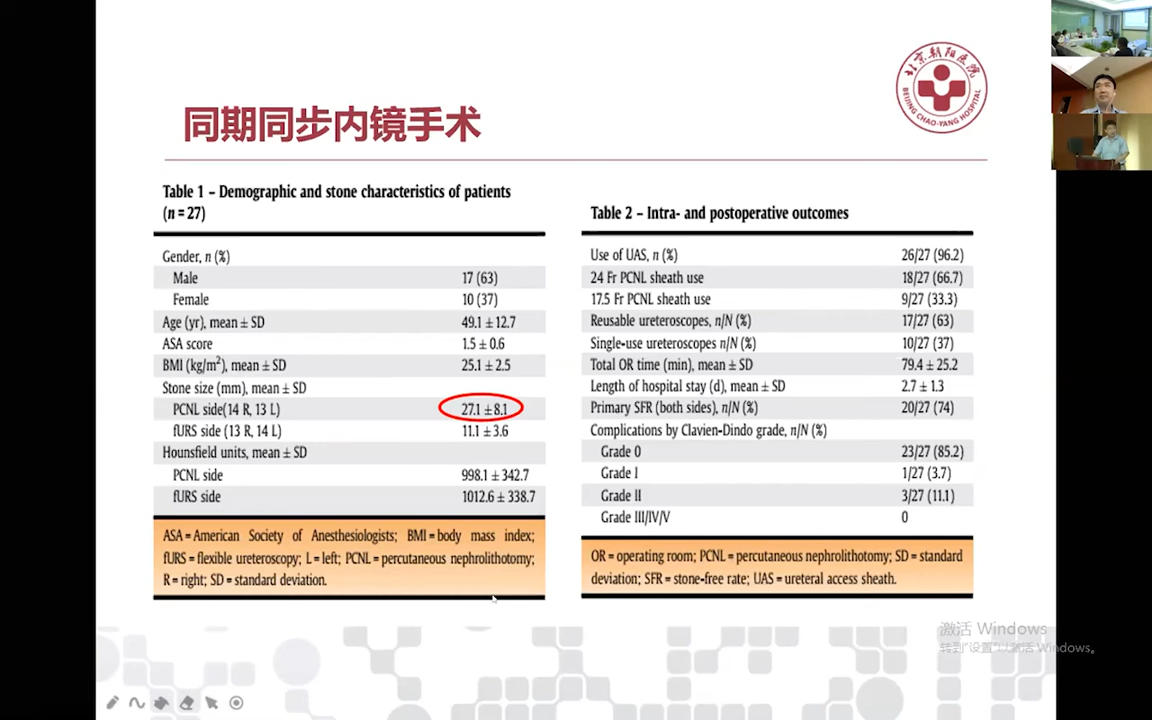 北京朝阳医院
BEIJING CHAO-YANG HOSPITAL
同期同步内镜手术
Table 1 – Demographic and stone characteristics of patients
(n = 27)
Gender, n (%)
Male 17 (63)
Female 10 (37)
Age (yr), mean ± SD 49.1 ± 12.7
ASA score 1.5 ± 0.6
BMI (kg/m²), mean ± SD 25.1 ± 2.5
Stone size (mm), mean ± SD
PCNL side(14 R, 13 L) 27.1 ± 8.1
fURS side (13 R, 14 L) 11.1 ± 3.6
Hounsfield units, mean ± SD
PCNL side 998.1 ± 342.7
fURS side 1012.6 ± 338.7
ASA = American Society of Anesthesiologists; BMI = body mass index;
fURS = flexible ureteroscopy; L = left; PCNL = percutaneous nephrolithotomy;
R = right; SD = standard deviation.
Table 2 – Intra- and postoperative outcomes
Use of UAS, n (%) 26/27 (96.2)
24 Fr PCNL sheath use 18/27 (66.7)
17.5 Fr PCNL sheath use 9/27 (33.3)
Reusable ureteroscopes, n/N (%) 17/27 (63)
Single-use ureteroscopes n/N (%) 10/27 (37)
Total OR time (min), mean ± SD 79.4 ± 25.2
Length of hospital stay (d), mean ± SD 2.7 ± 1.3
Primary SFR (both sides), n/N (%) 20/27 (74)
Complications by Clavien-Dindo grade, n/N (%)
Grade 0 23/27 (85.2)
Grade I 1/27 (3.7)
Grade II 3/27 (11.1)
Grade III/IV/V 0
OR = operating room; PCNL = percutaneous nephrolithotomy; SD = standard
deviation; SFR = stone-free rate; UAS = ureteral access sheath.
激活 Windows
转到"设置"以激活 Windows。